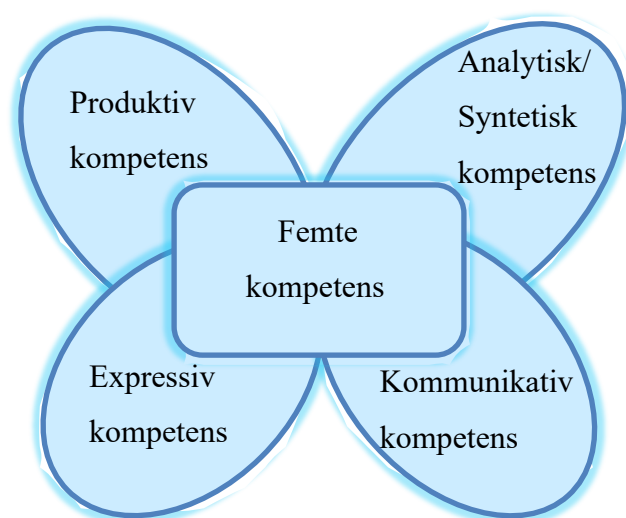 Produktiv
kompetens
Analytisk/
Syntetisk
kompetens
Femte
kompetens
Expressiv
kompetens
Kommunikativ
kompetens